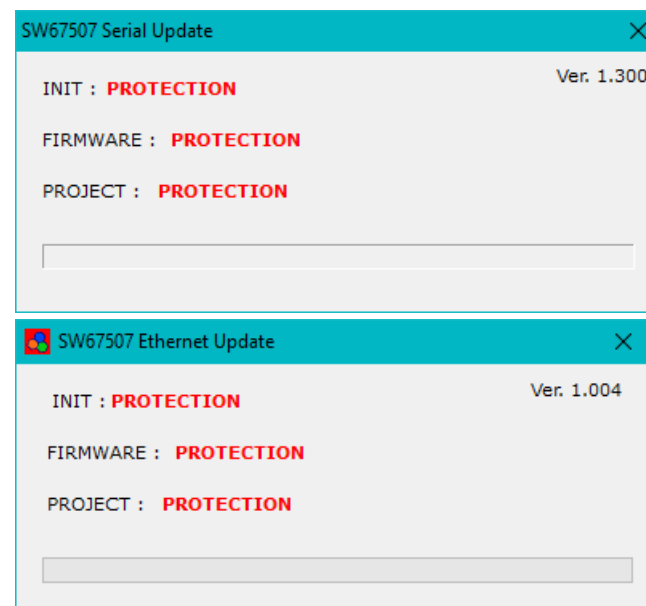 SW67507 Serial Update
Ver. 1.300
INIT : PROTECTION
FIRMWARE : PROTECTION
PROJECT : PROTECTION
SW67507 Ethernet Update
Ver. 1.004
INIT : PROTECTION
FIRMWARE : PROTECTION
PROJECT : PROTECTION